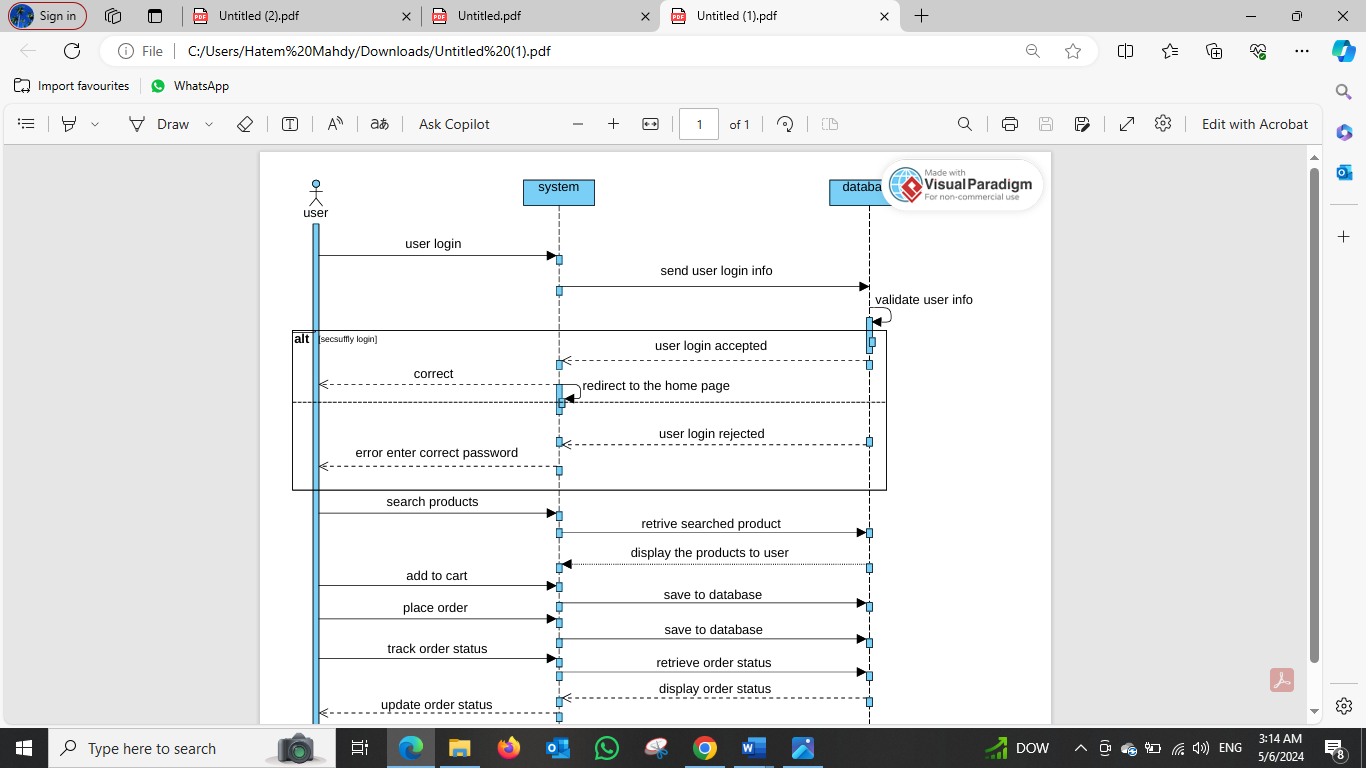 Sign in
Untitled (2).pdf
Untitled.pdf
Untitled (1).pdf
File
C:/Users/Hatem%20Mahdy/Downloads/Untitled%20(1).pdf
Import favourites
WhatsApp
Draw
Ask Copilot
1
of 1
Edit with Acrobat
Made with
Visual Paradigm
For non-commercial use
system
databa
user
user login
send user login info
validate user info
alt
[secsuffly login]
user login accepted
correct
redirect to the home page
user login rejected
error enter correct password
search products
retrive searched product
display the products to user
add to cart
save to database
place order
save to database
track order status
retrieve order status
display order status
update order status
Type here to search
DOW
ENG
3:14 AM
5/6/2024
8